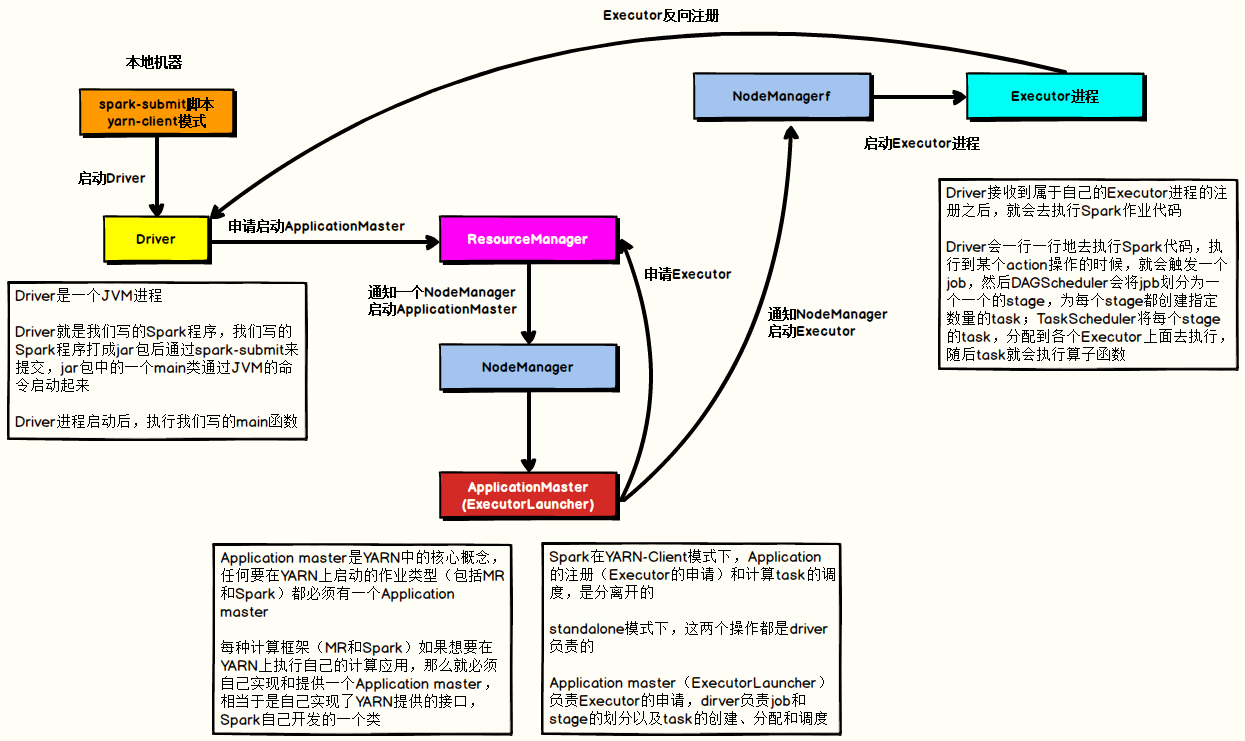 Executor反向注册
本地机器
spark-submit脚本
yarn-client模式
NodeManagerf
Executor进程
启动Executor进程
启动Driver
Driver
申请启动ApplicationMaster
ResourceManager
申请Executor
通知一个NodeManager
启动ApplicationMaster
通知NodeManager
启动Executor
NodeManager
ApplicationMaster
(ExecutorLauncher)
Driver接收到属于自己的Executor进程的注
册之后，就会去执行Spark作业代码
Driver会一行一行地去执行Spark代码，执
行到某个action操作的时候，就会触发一个
job，然后DAGScheduler会将jpb划分为一
个一个的stage，为每个stage都创建指定
数量的task；TaskScheduler将每个stage
的task，分配到各个Executor上面去执行，
随后task就会执行算子函数
Driver是一个JVM进程
Driver就是我们写的Spark程序，我们写的
Spark程序打成jar包后通过spark-submit来
提交，jar包中的一个main类通过JVM的命
令启动起来
Driver进程启动后，执行我们写的main函数
Application master是YARN中的核心概念，
任何要在YARN上启动的作业类型（包括MR
和Spark）都必须有一个Application
master
每种计算框架（MR和Spark）如果想要在
YARN上执行自己的计算应用，那么就必须
自己实现和提供一个Application master，
相当于是自己实现了YARN提供的接口，
Spark自己开发的一个类
Spark在YARN-Client模式下，Application
的注册（Executor的申请）和计算task的调
度，是分离开的
standalone模式下，这两个操作都是driver
负责的
Application master（ExecutorLauncher）
负责Executor的申请，dirver负责job和
stage的划分以及task的创建、分配和调度